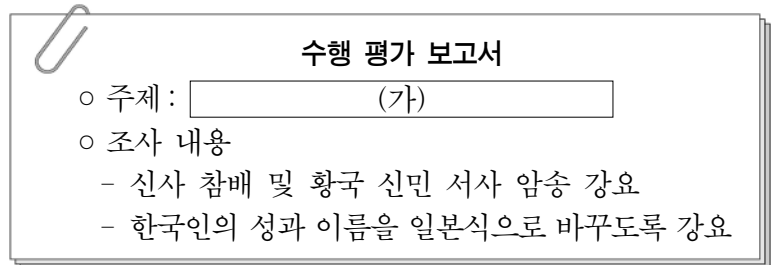 수행 평가 보고서
○ 주제 : (가)
○ 조사 내용
- 신사 참배 및 황국 신민 서사 암송 강요
- 한국인의 성과 이름을 일본식으로 바꾸도록 강요